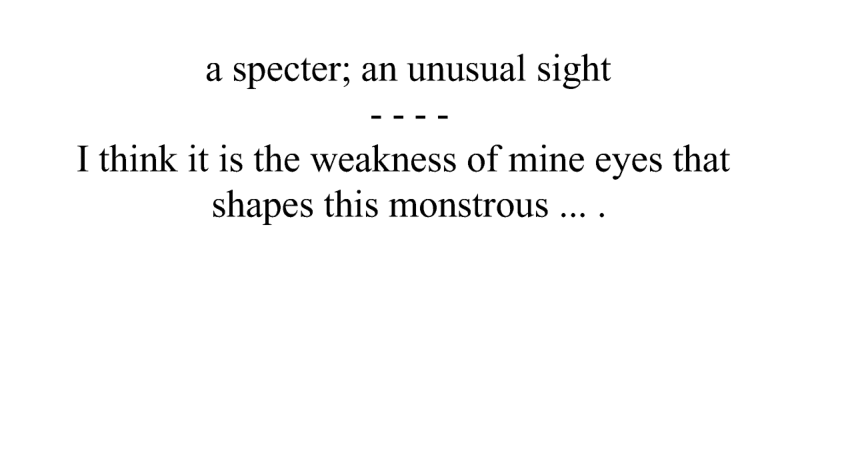 a specter; an unusual sight
- - - -
I think it is the weakness of mine eyes that
shapes this monstrous ... .